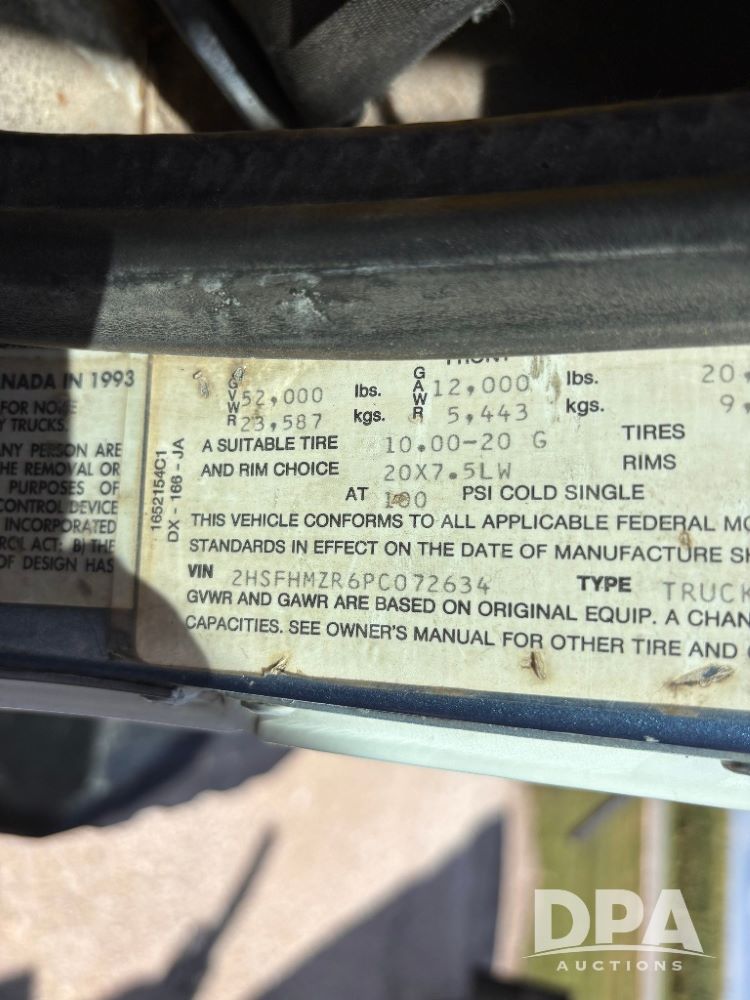 ANADA IN 1993
FOR NOISE
Y TRUCKS.
ANY PERSON ARE
HE REMOVAL OR
PURPOSES OF
CONTROL DEVICE
INCORPORATED
ROL ACT: B) THE
OF DESIGN HAS
1652154C1
DX - 166 - JA
FRONT
GVWR 52,000 lbs. GAWR 12,000 lbs. 20,
23,587 kgs. 5,443 kgs. 9,
A SUITABLE TIRE 10.00-20 G TIRES
AND RIM CHOICE 20X7.5LW RIMS
AT 100 PSI COLD SINGLE
THIS VEHICLE CONFORMS TO ALL APPLICABLE FEDERAL MO
STANDARDS IN EFFECT ON THE DATE OF MANUFACTURE SH
VIN 2HSFHMZR6PC072634 TYPE TRUCK
GVWR AND GAWR ARE BASED ON ORIGINAL EQUIP. A CHAN
CAPACITIES. SEE OWNER'S MANUAL FOR OTHER TIRE AND
DPA
AUCTIONS